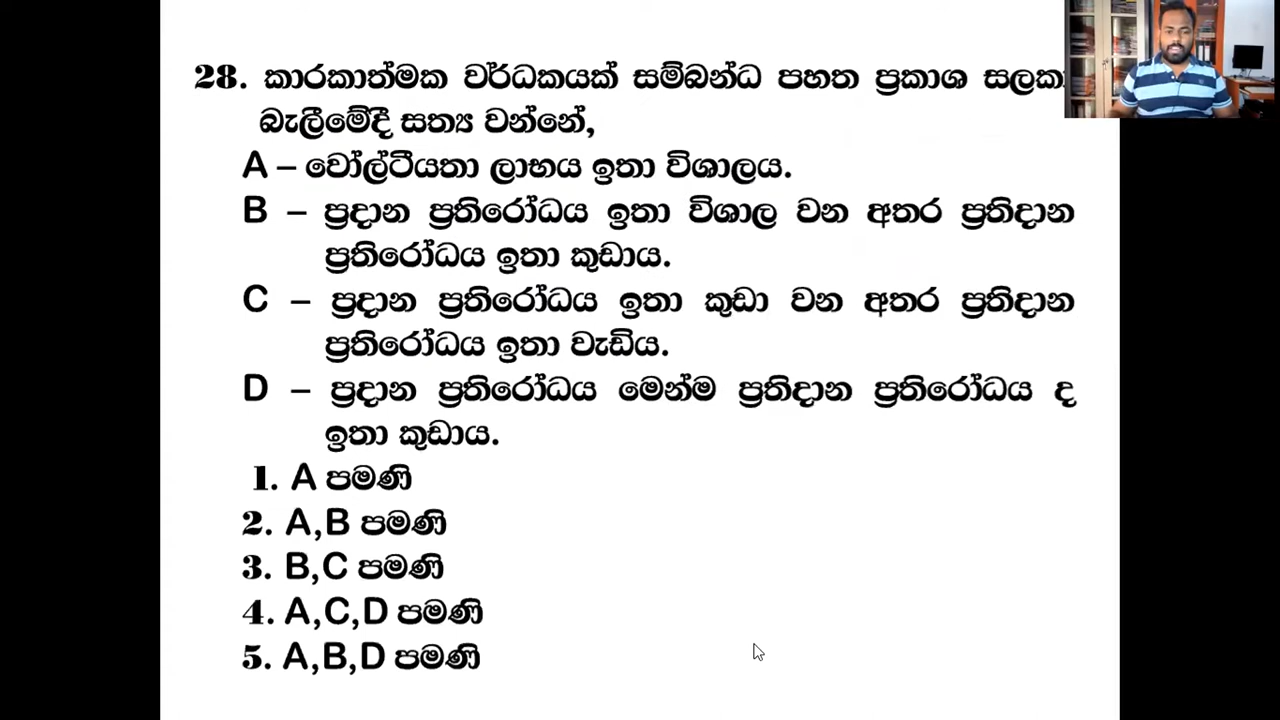 28. කාරකාත්මක වර්ධකයක් සම්බන්ධ පහත ප්‍රකාශ
බැලීමේදී සත්‍ය වන්නේ,
A – වෝල්ටීයතා ලාභය ඉතා විශාලය.
B – ප්‍රදාන ප්‍රතිරෝධය ඉතා විශාල වන අතර ප්‍රතිදාන
ප්‍රතිරෝධය ඉතා කුඩාය.
C – ප්‍රදාන ප්‍රතිරෝධය ඉතා කුඩා වන අතර ප්‍රතිදාන
ප්‍රතිරෝධය ඉතා වැඩිය.
D – ප්‍රදාන ප්‍රතිරෝධය මෙන්ම ප්‍රතිදාන ප්‍රතිරෝධය ද
ඉතා කුඩාය.
1. A පමණි
2. A,B පමණි
3. B,C පමණි
4. A,C,D පමණි
5. A,B,D පමණි